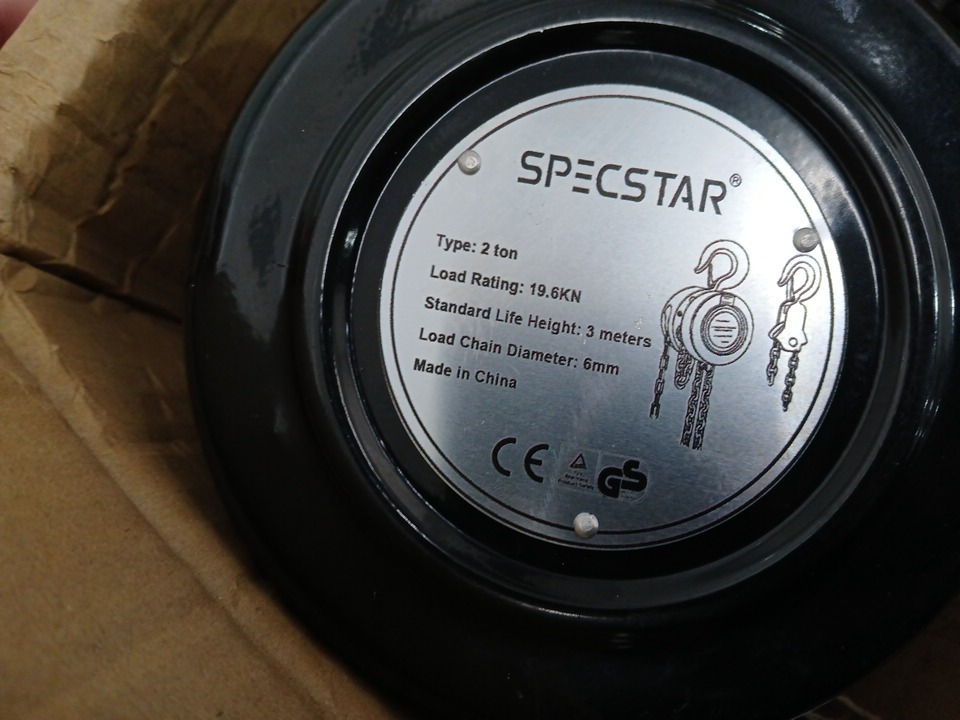 SPECSTAR®
Type: 2 ton
Load Rating: 19.6KN
Standard Life Height: 3 meters
Load Chain Diameter: 6mm
Made in China
CE
GS